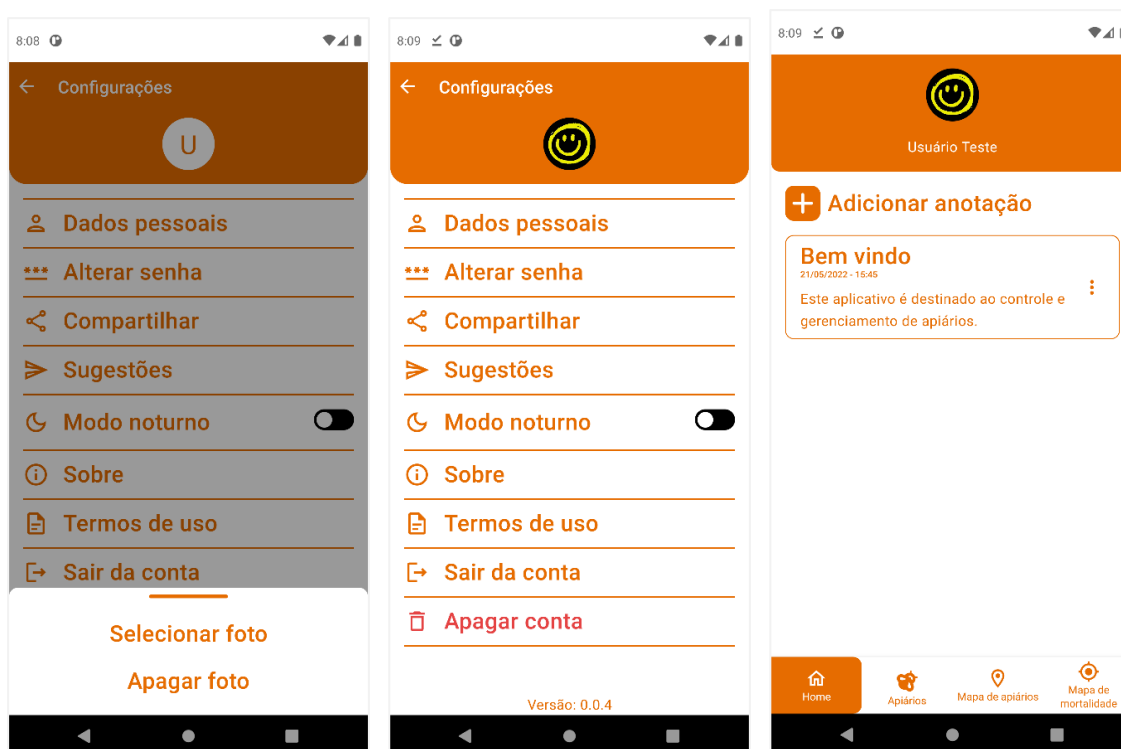 8:08
Configurações
U
Dados pessoais
*** Alterar senha
Compartilhar
Sugestões
Modo noturno
Sobre
Termos de uso
Sair da conta
Selecionar foto
Apagar foto
8:09
Configurações
Dados pessoais
*** Alterar senha
Compartilhar
Sugestões
Modo noturno
Sobre
Termos de uso
Sair da conta
Apagar conta
Versão: 0.0.4
8:09
Usuário Teste
Adicionar anotação
Bem vindo
21/05/2022 - 15:45
Este aplicativo é destinado ao controle e
gerenciamento de apiários.
Home
Apiários
Mapa de apiários
Mapa de
mortalidade